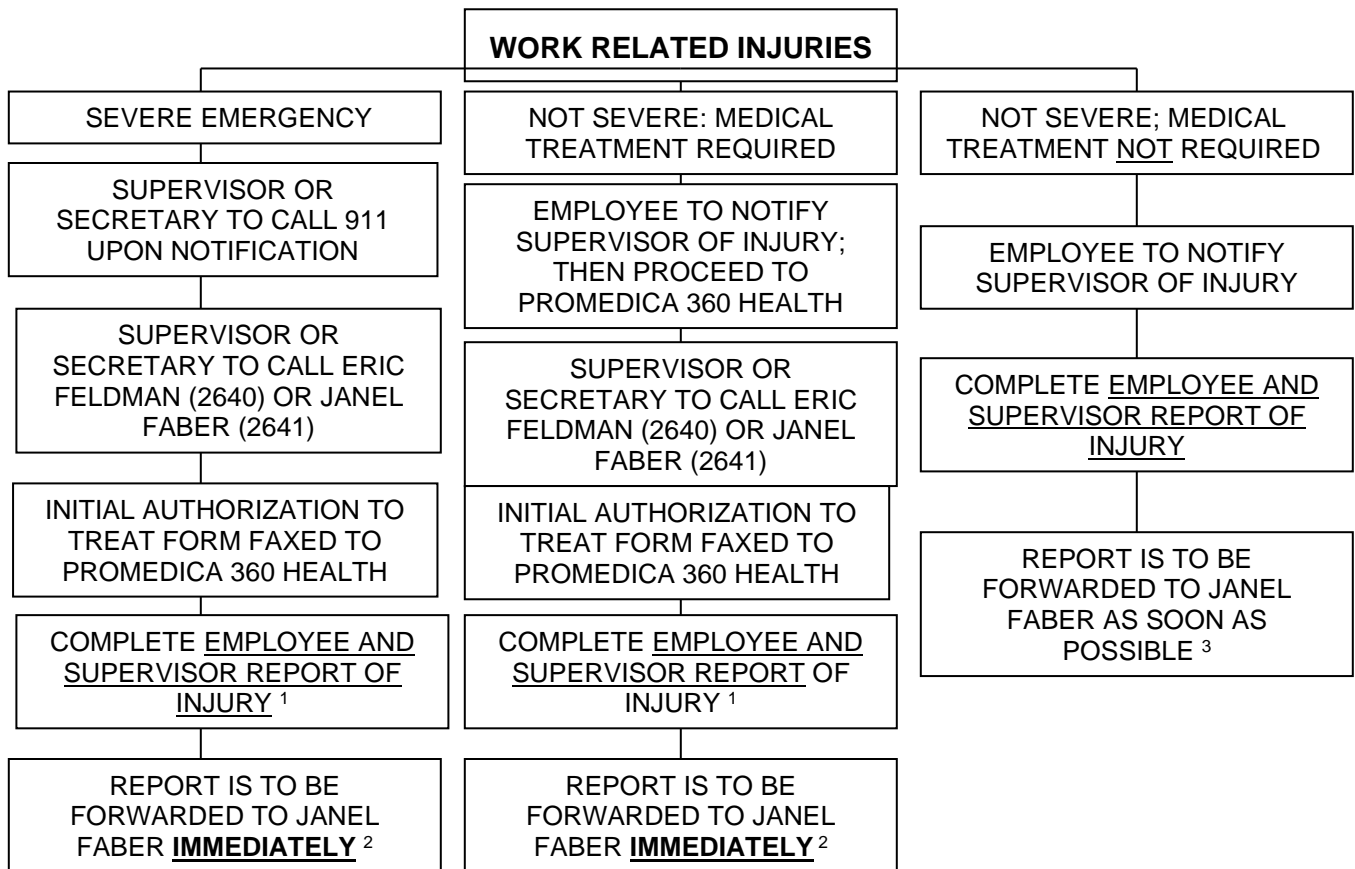 WORK RELATED INJURIES
SEVERE EMERGENCY
SUPERVISOR OR
SECRETARY TO CALL 911
UPON NOTIFICATION
SUPERVISOR OR
SECRETARY TO CALL ERIC
FELDMAN (2640) OR JANEL
FABER (2641)
INITIAL AUTHORIZATION TO
TREAT FORM FAXED TO
PROMEDICA 360 HEALTH
COMPLETE EMPLOYEE AND
SUPERVISOR REPORT OF
INJURY ¹
REPORT IS TO BE
FORWARDED TO JANEL
FABER IMMEDIATELY ²
NOT SEVERE: MEDICAL
TREATMENT REQUIRED
EMPLOYEE TO NOTIFY
SUPERVISOR OF INJURY;
THEN PROCEED TO
PROMEDICA 360 HEALTH
SUPERVISOR OR
SECRETARY TO CALL ERIC
FELDMAN (2640) OR JANEL
FABER (2641)
INITIAL AUTHORIZATION TO
TREAT FORM FAXED TO
PROMEDICA 360 HEALTH
COMPLETE EMPLOYEE AND
SUPERVISOR REPORT OF
INJURY ¹
REPORT IS TO BE
FORWARDED TO JANEL
FABER IMMEDIATELY ²
NOT SEVERE; MEDICAL
TREATMENT NOT REQUIRED
EMPLOYEE TO NOTIFY
SUPERVISOR OF INJURY
COMPLETE EMPLOYEE AND
SUPERVISOR REPORT OF
INJURY
REPORT IS TO BE
FORWARDED TO JANEL
FABER AS SOON AS
POSSIBLE ³